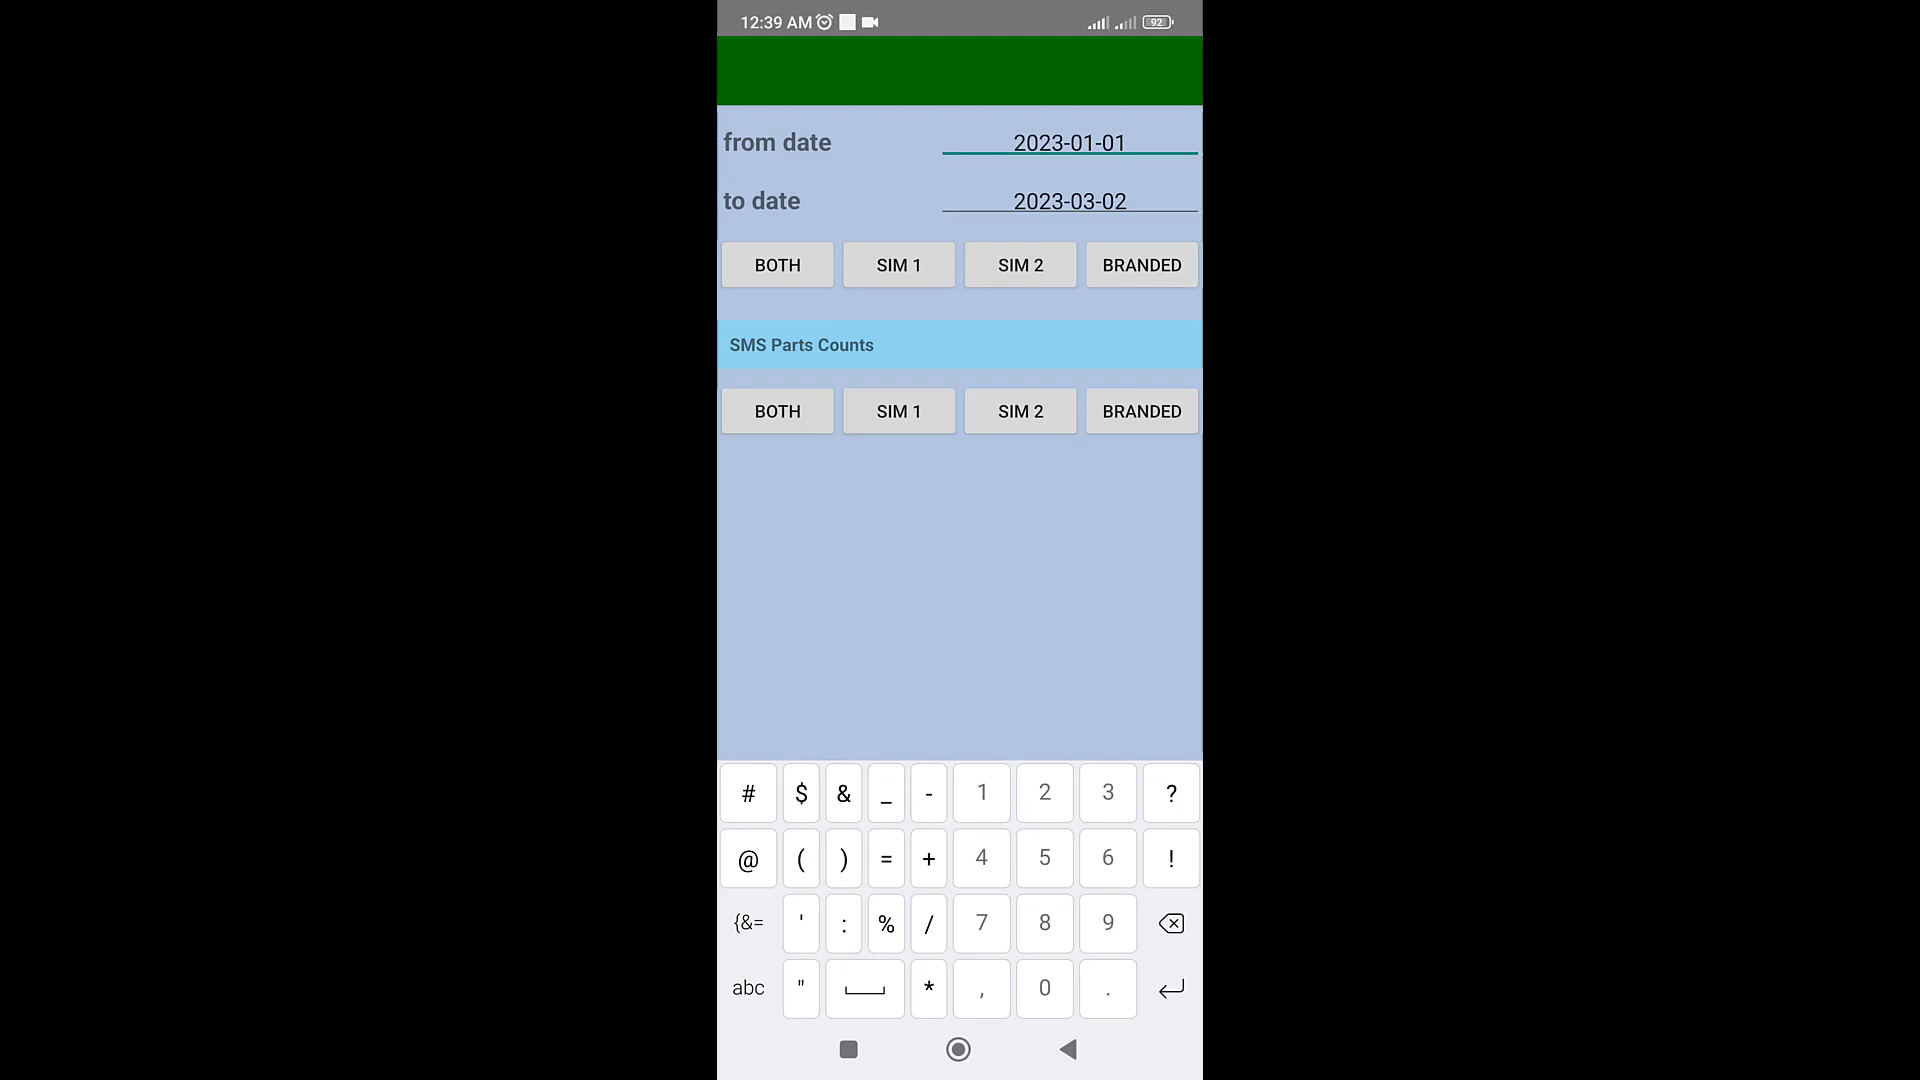 12:39 AM 92
from date 2023-01-01
to date 2023-03-02
BOTH SIM 1 SIM 2 BRANDED
SMS Parts Counts
BOTH SIM 1 SIM 2 BRANDED
# $ & _ - 1 2 3 ?
@ ( ) = + 4 5 6 !
{&= ' : % / 7 8 9
abc " * , 0 .